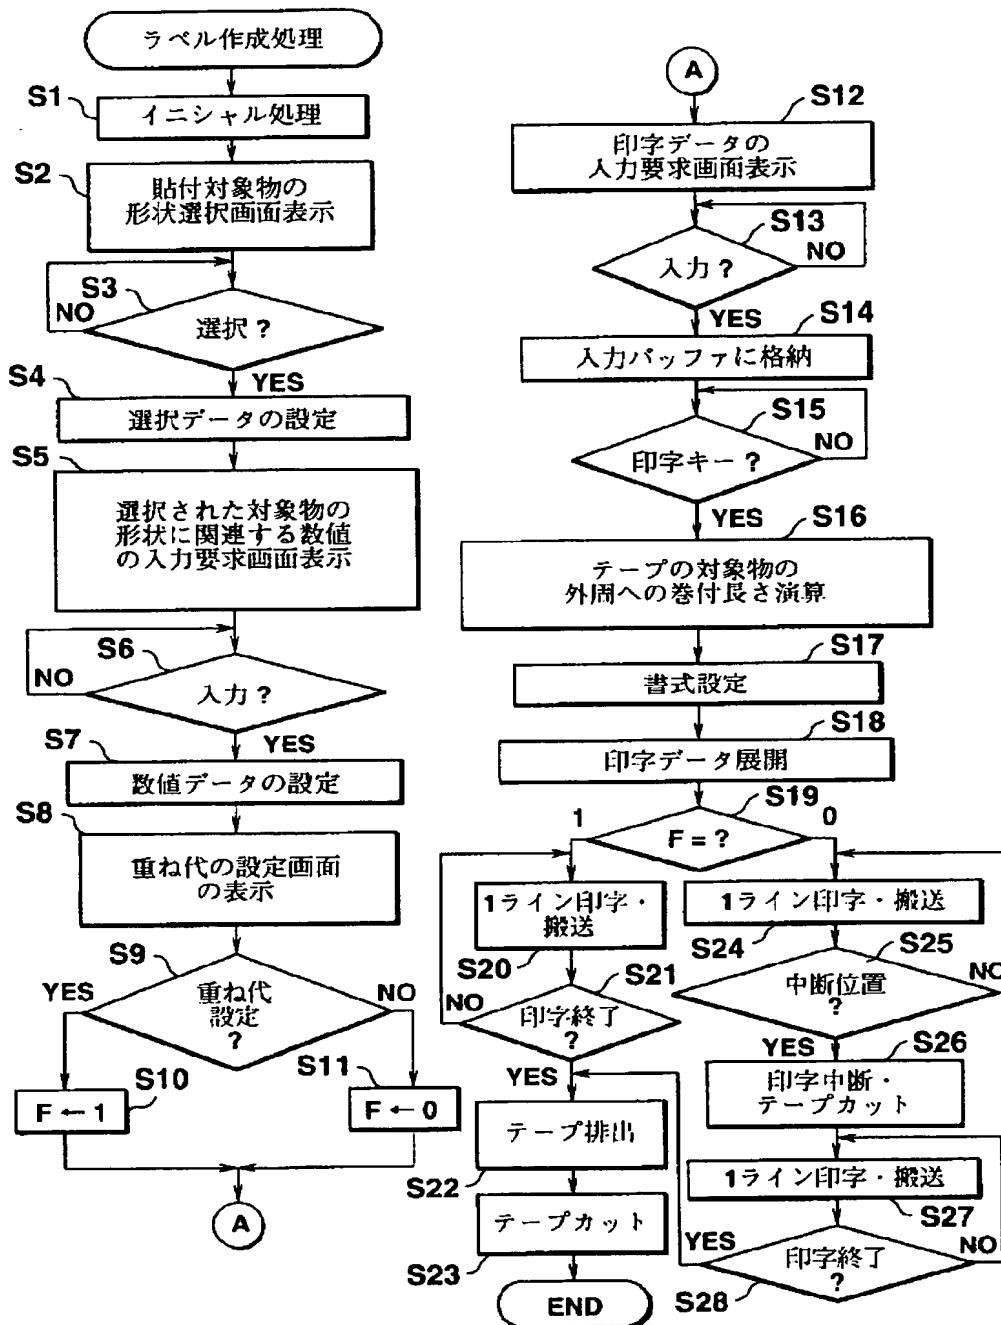 ラベル作成処理
S1
イニシャル処理
S2
貼付対象物の
形状選択画面表示
S3
NO
選択？
YES
S4
選択データの設定
S5
選択された対象物の
形状に関連する数値
の入力要求画面表示
S6
NO
入力？
YES
S7
数値データの設定
S8
重ね代の設定画面
の表示
S9
YES
NO
重ね代
設定
？
S10
F ← 1
S11
F ← 0
A
A
S12
印字データの
入力要求画面表示
S13
NO
入力？
YES
S14
入力バッファに格納
S15
NO
印字キー？
YES
S16
テープの対象物の
外周への巻付長さ演算
S17
書式設定
S18
印字データ展開
S19
1
0
F = ？
1ライン印字・
搬送
S20
S21
NO
印字終了
？
YES
テープ排出
S22
テープカット
S23
END
1ライン印字・搬送
S24
S25
NO
中断位置
？
YES
S26
印字中断・
テープカット
1ライン印字・搬送
S27
YES
NO
印字終了
？
S28